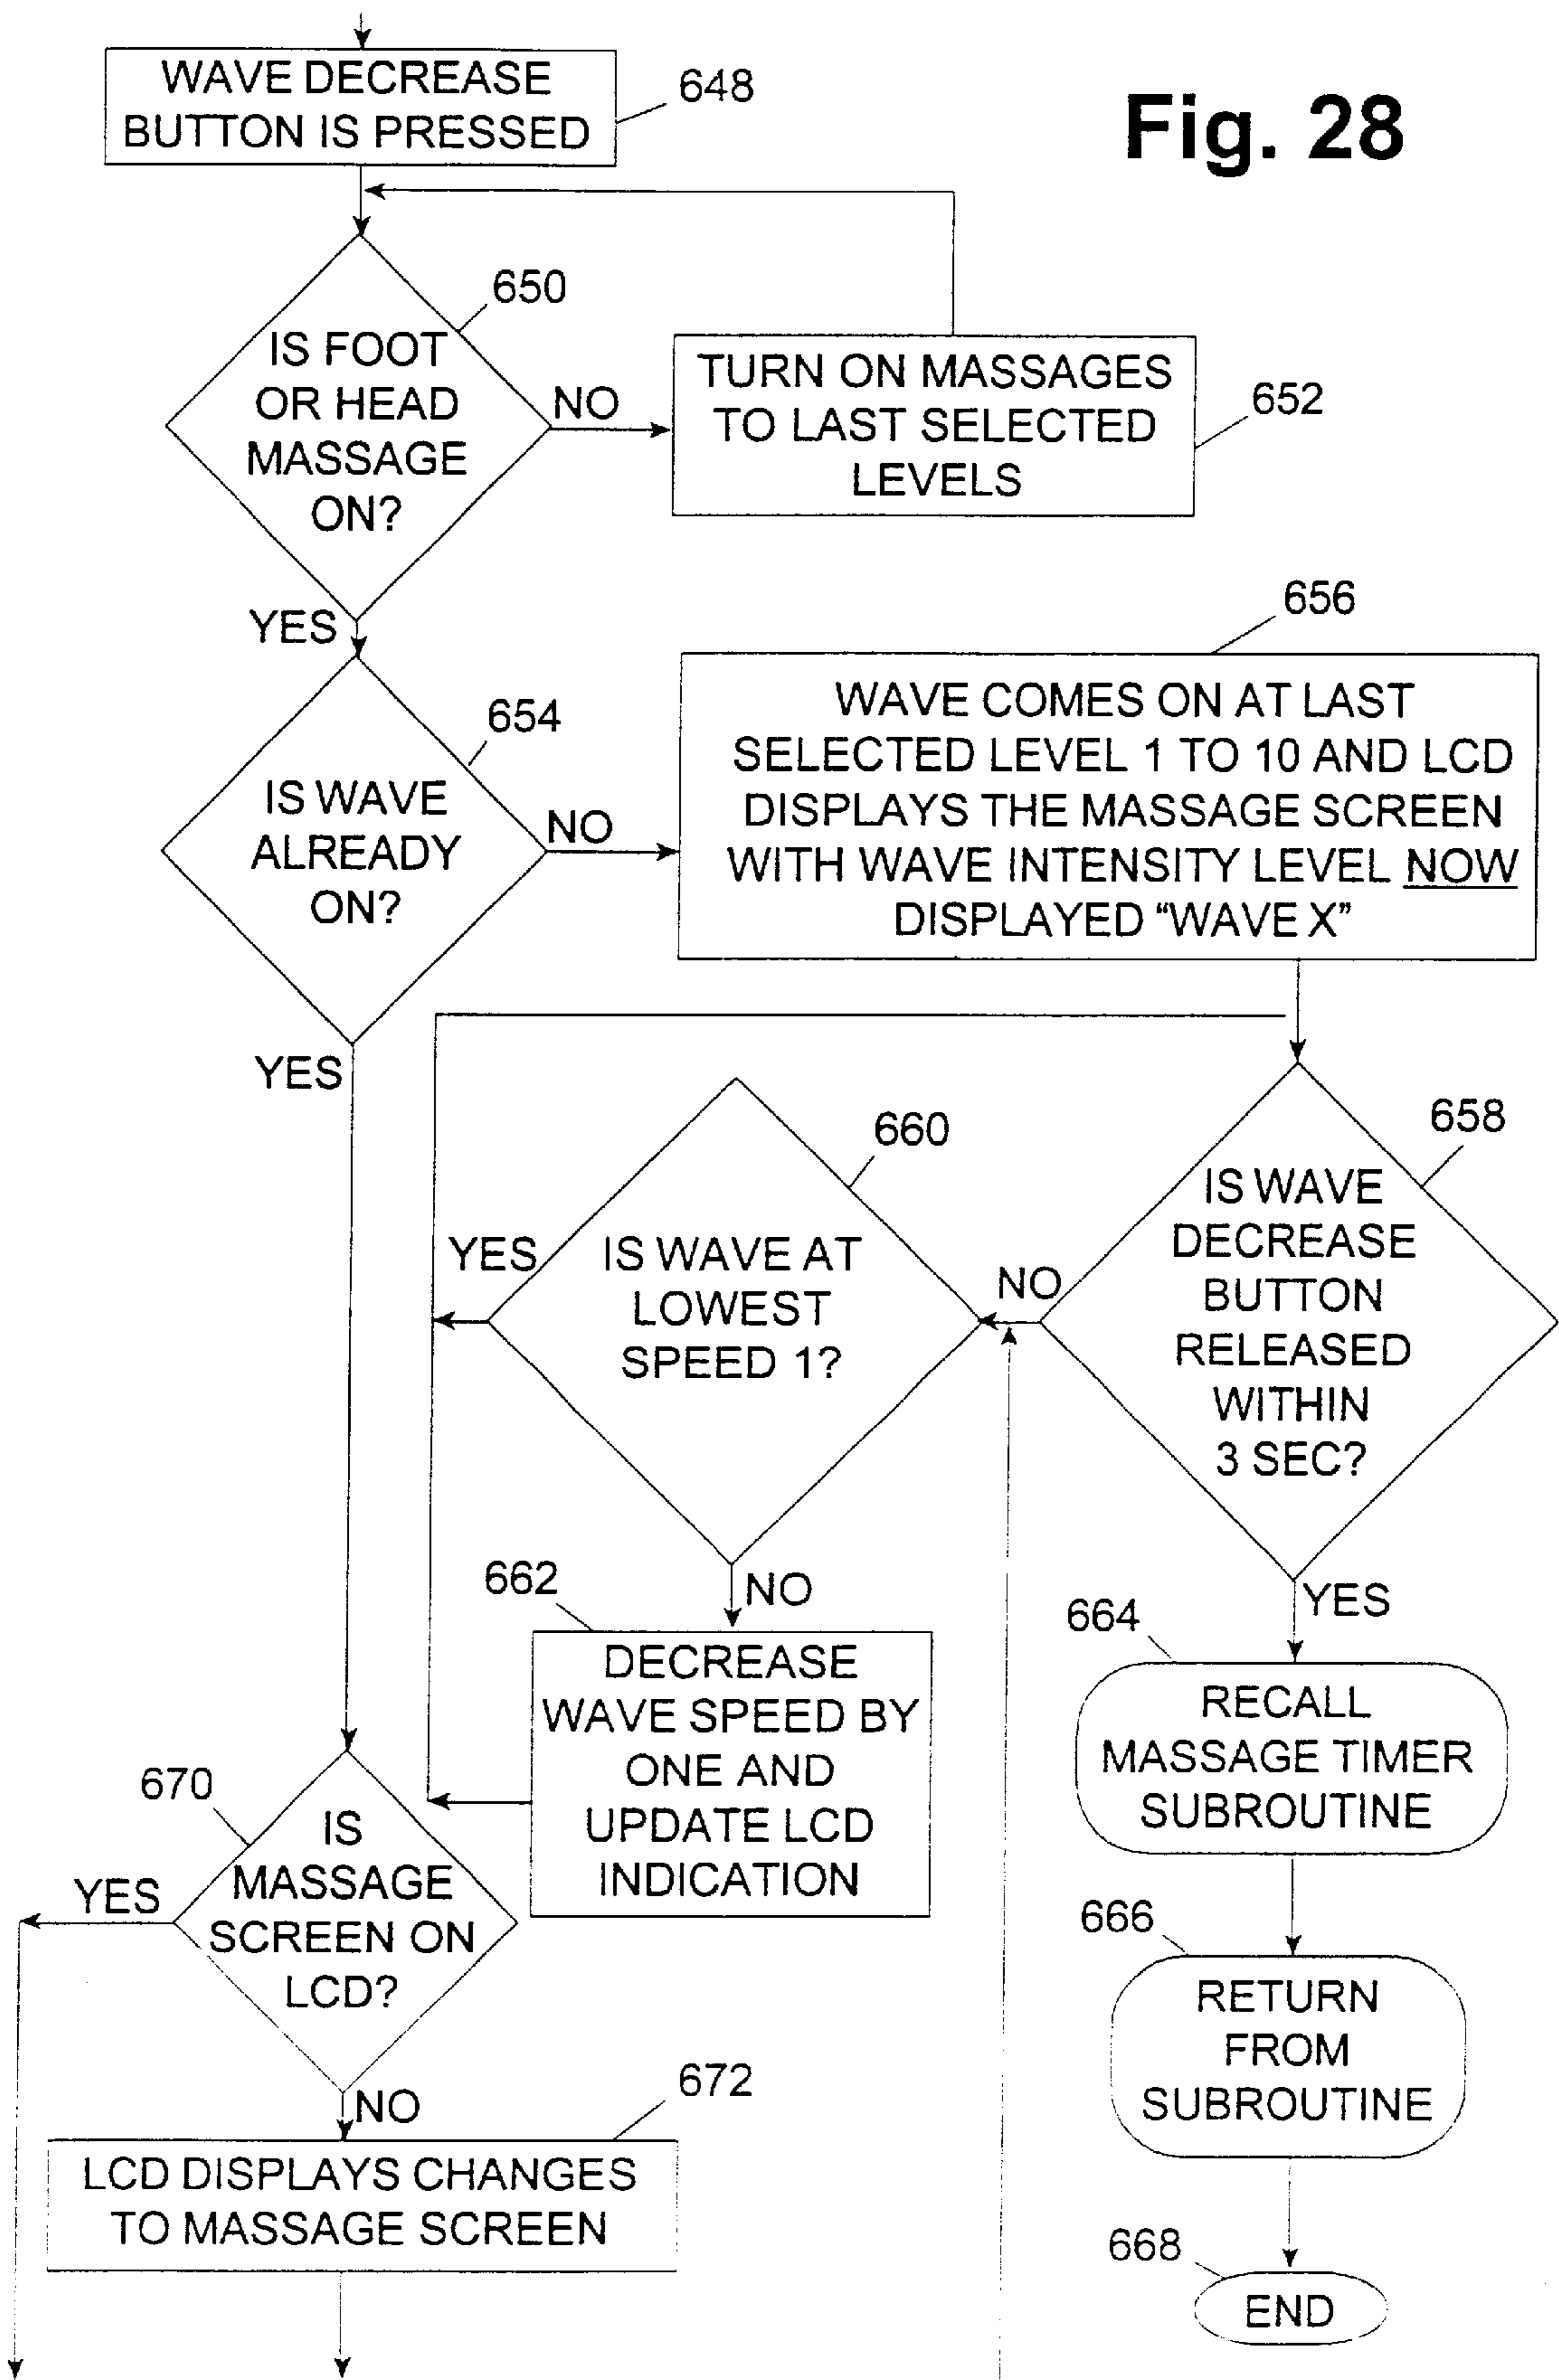 WAVE DECREASE
BUTTON IS PRESSED
648
Fig. 28
650
IS FOOT
OR HEAD
MASSAGE
ON?
NO
TURN ON MASSAGES
TO LAST SELECTED
LEVELS
652
YES
656
654
IS WAVE
ALREADY
ON?
NO
WAVE COMES ON AT LAST
SELECTED LEVEL 1 TO 10 AND LCD
DISPLAYS THE MASSAGE SCREEN
WITH WAVE INTENSITY LEVEL NOW
DISPLAYED “WAVE X”
YES
660
658
YES
IS WAVE AT
LOWEST
SPEED 1?
NO
IS WAVE
DECREASE
BUTTON
RELEASED
WITHIN
3 SEC?
662
NO
YES
664
DECREASE
WAVE SPEED BY
ONE AND
UPDATE LCD
INDICATION
RECALL
MASSAGE TIMER
SUBROUTINE
670
IS
MASSAGE
SCREEN ON
LCD?
YES
666
RETURN
FROM
SUBROUTINE
NO
672
LCD DISPLAYS CHANGES
TO MASSAGE SCREEN
668
END